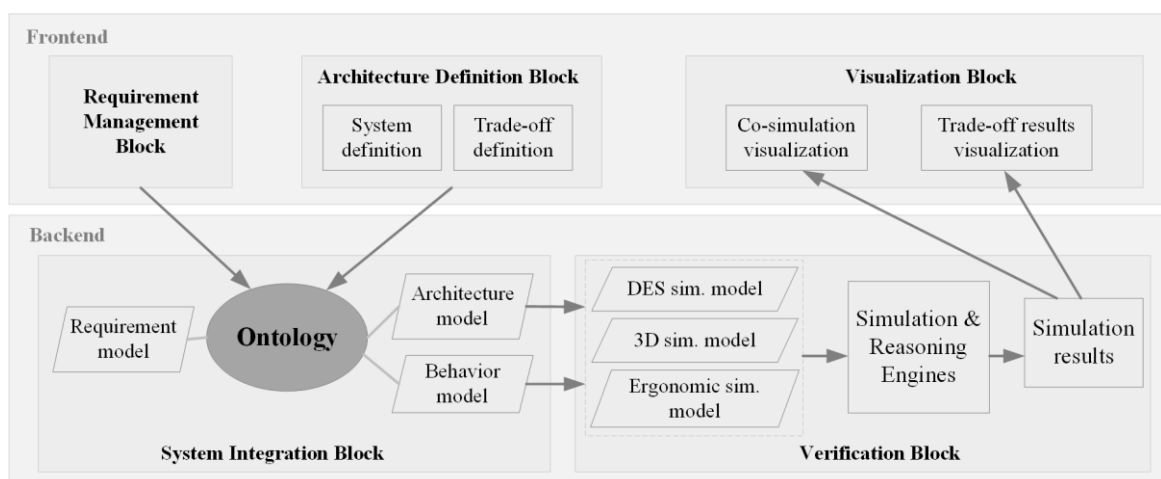 Frontend
Requirement
Management
Block
Architecture Definition Block
System
definition
Trade-off
definition
Visualization Block
Co-simulation
visualization
Trade-off results
visualization
Backend
Requirement
model
Ontology
Architecture
model
Behavior
model
System Integration Block
DES sim. model
3D sim. model
Ergonomic sim.
model
Simulation &
Reasoning
Engines
Simulation
results
Verification Block